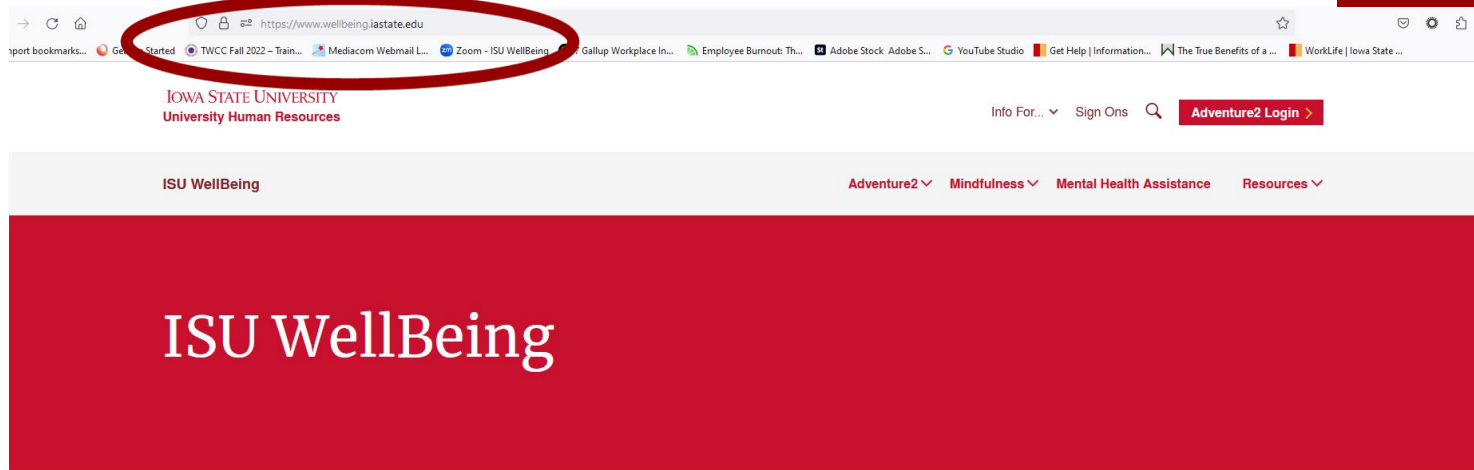 https://www.wellbeing.iastate.edu
nport bookmarks... Started TWCC Fall 2022 – Train... Mediacom Webmail L... zm Zoom - ISU WellBeing Gallup Workplace In... Employee Burnout: Th... St Adobe Stock Adobe S... G YouTube Studio Get Help | Information... The True Benefits of a ... WorkLife | Iowa State ...
IOWA STATE UNIVERSITY
University Human Resources
Info For... Sign Ons Adventure2 Login >
ISU WellBeing Adventure2 Mindfulness Mental Health Assistance Resources
ISU WellBeing